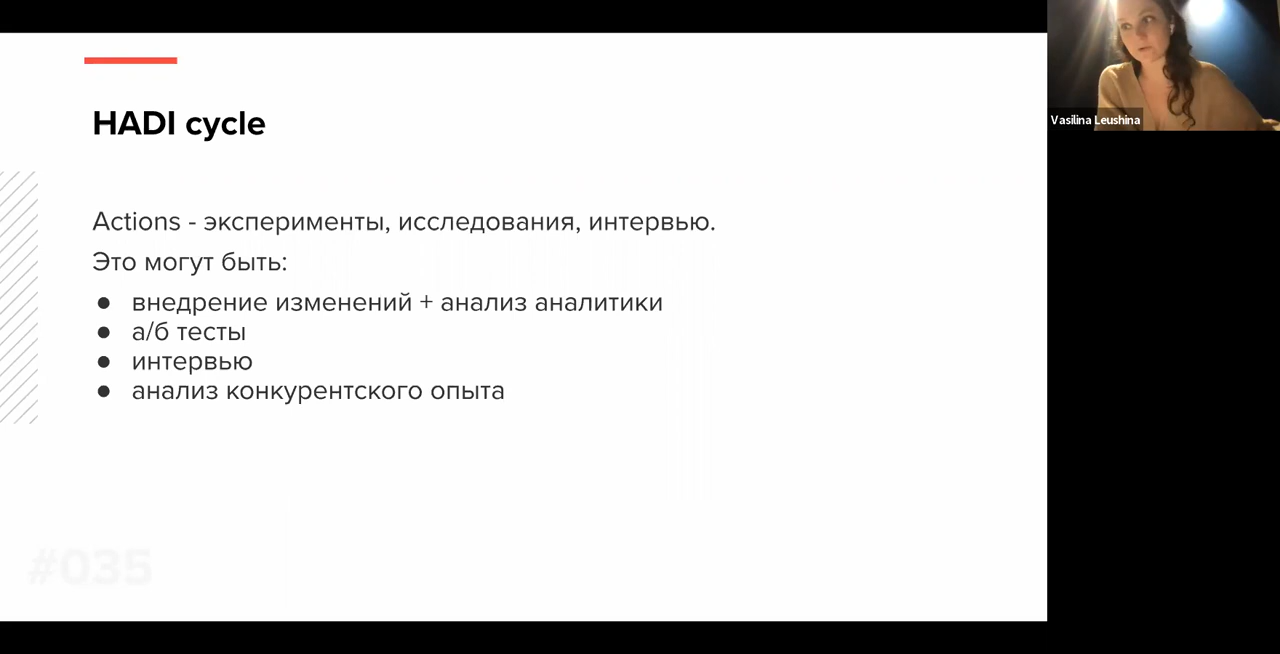 HADI cycle
Actions - эксперименты, исследования, интервью.
Это могут быть:
● внедрение изменений + анализ аналитики
● а/б тесты
● интервью
● анализ конкурентского опыта
#035
Vasilina Leushina